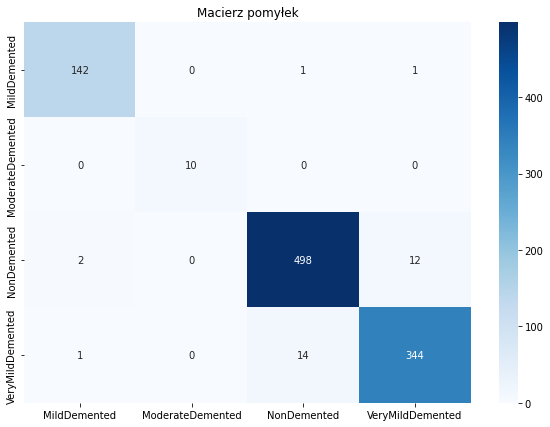 Macierz pomyłek
MildDemented 142 0 1 1
ModerateDemented 0 10 0 0
NonDemented 2 0 498 12
VeryMildDemented 1 0 14 344
MildDemented ModerateDemented NonDemented VeryMildDemented
400
300
200
100
0